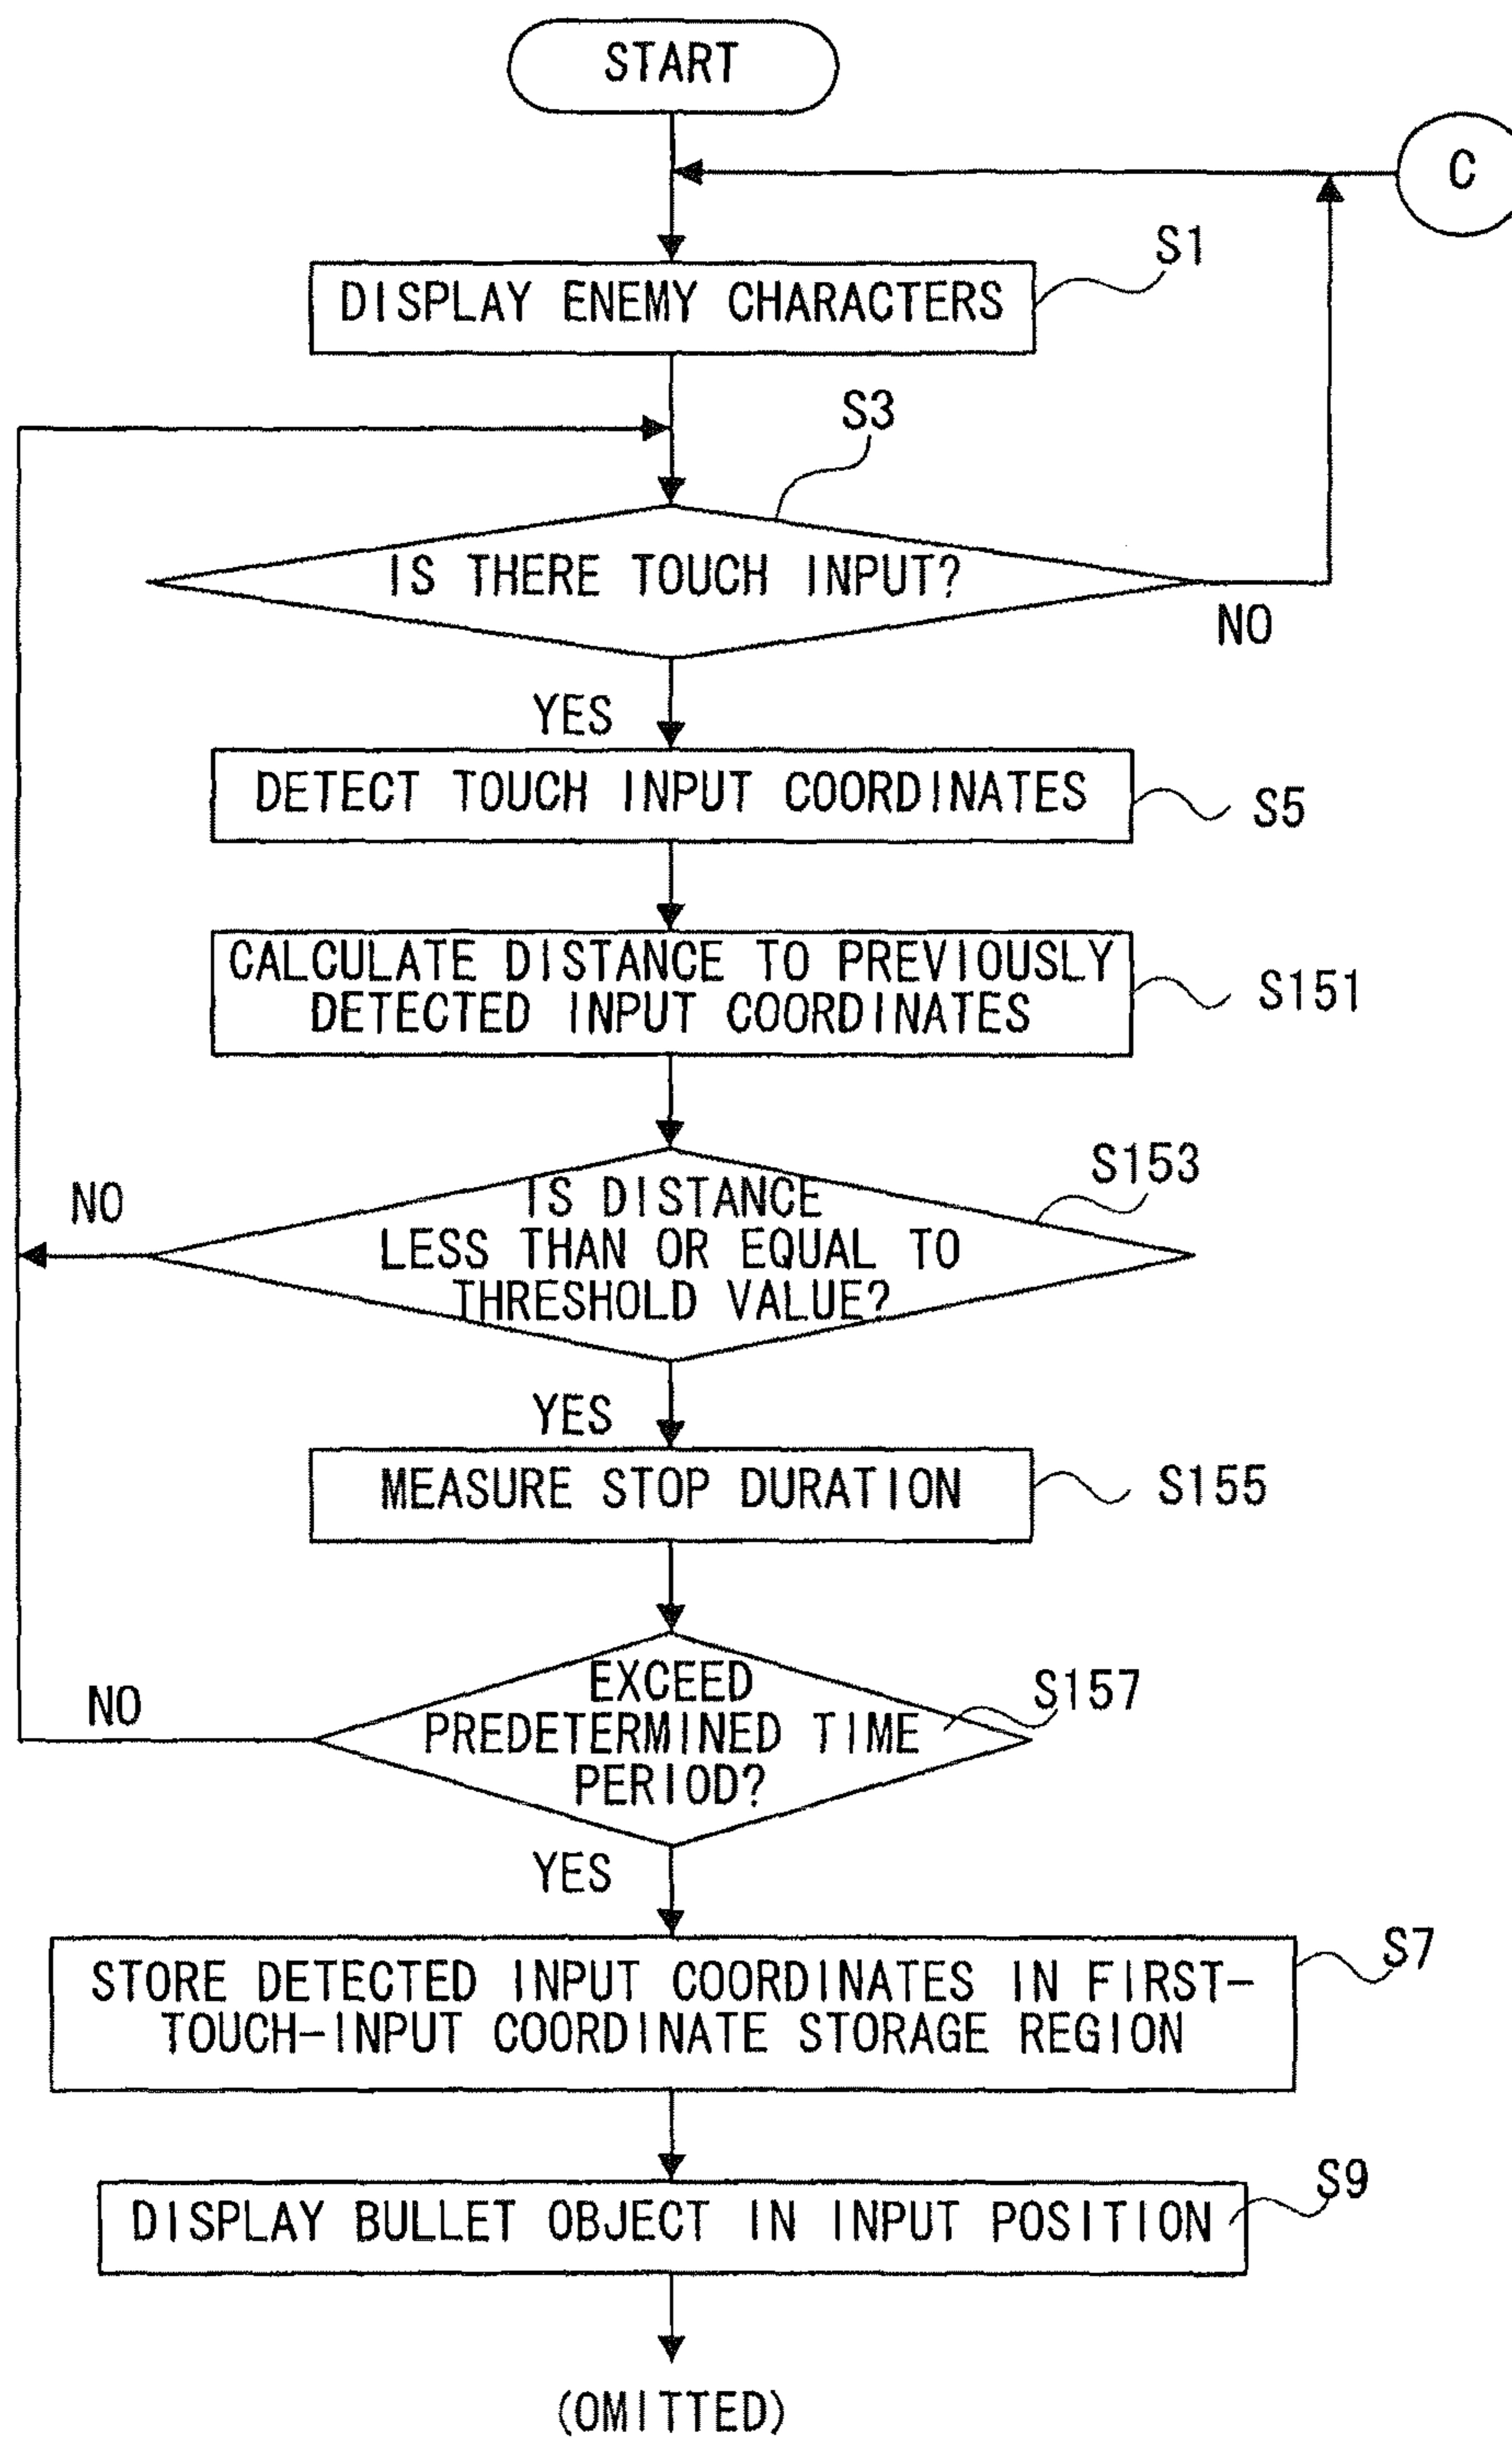 START
C
S1
DISPLAY ENEMY CHARACTERS
S3
IS THERE TOUCH INPUT?
NO
YES
DETECT TOUCH INPUT COORDINATES
S5
CALCULATE DISTANCE TO PREVIOUSLY
DETECTED INPUT COORDINATES
S151
S153
NO
IS DISTANCE
LESS THAN OR EQUAL TO
THRESHOLD VALUE?
YES
MEASURE STOP DURATION
S155
S157
NO
EXCEED
PREDETERMINED TIME
PERIOD?
YES
S7
STORE DETECTED INPUT COORDINATES IN FIRST-
TOUCH-INPUT COORDINATE STORAGE REGION
S9
DISPLAY BULLET OBJECT IN INPUT POSITION
(OMITTED)